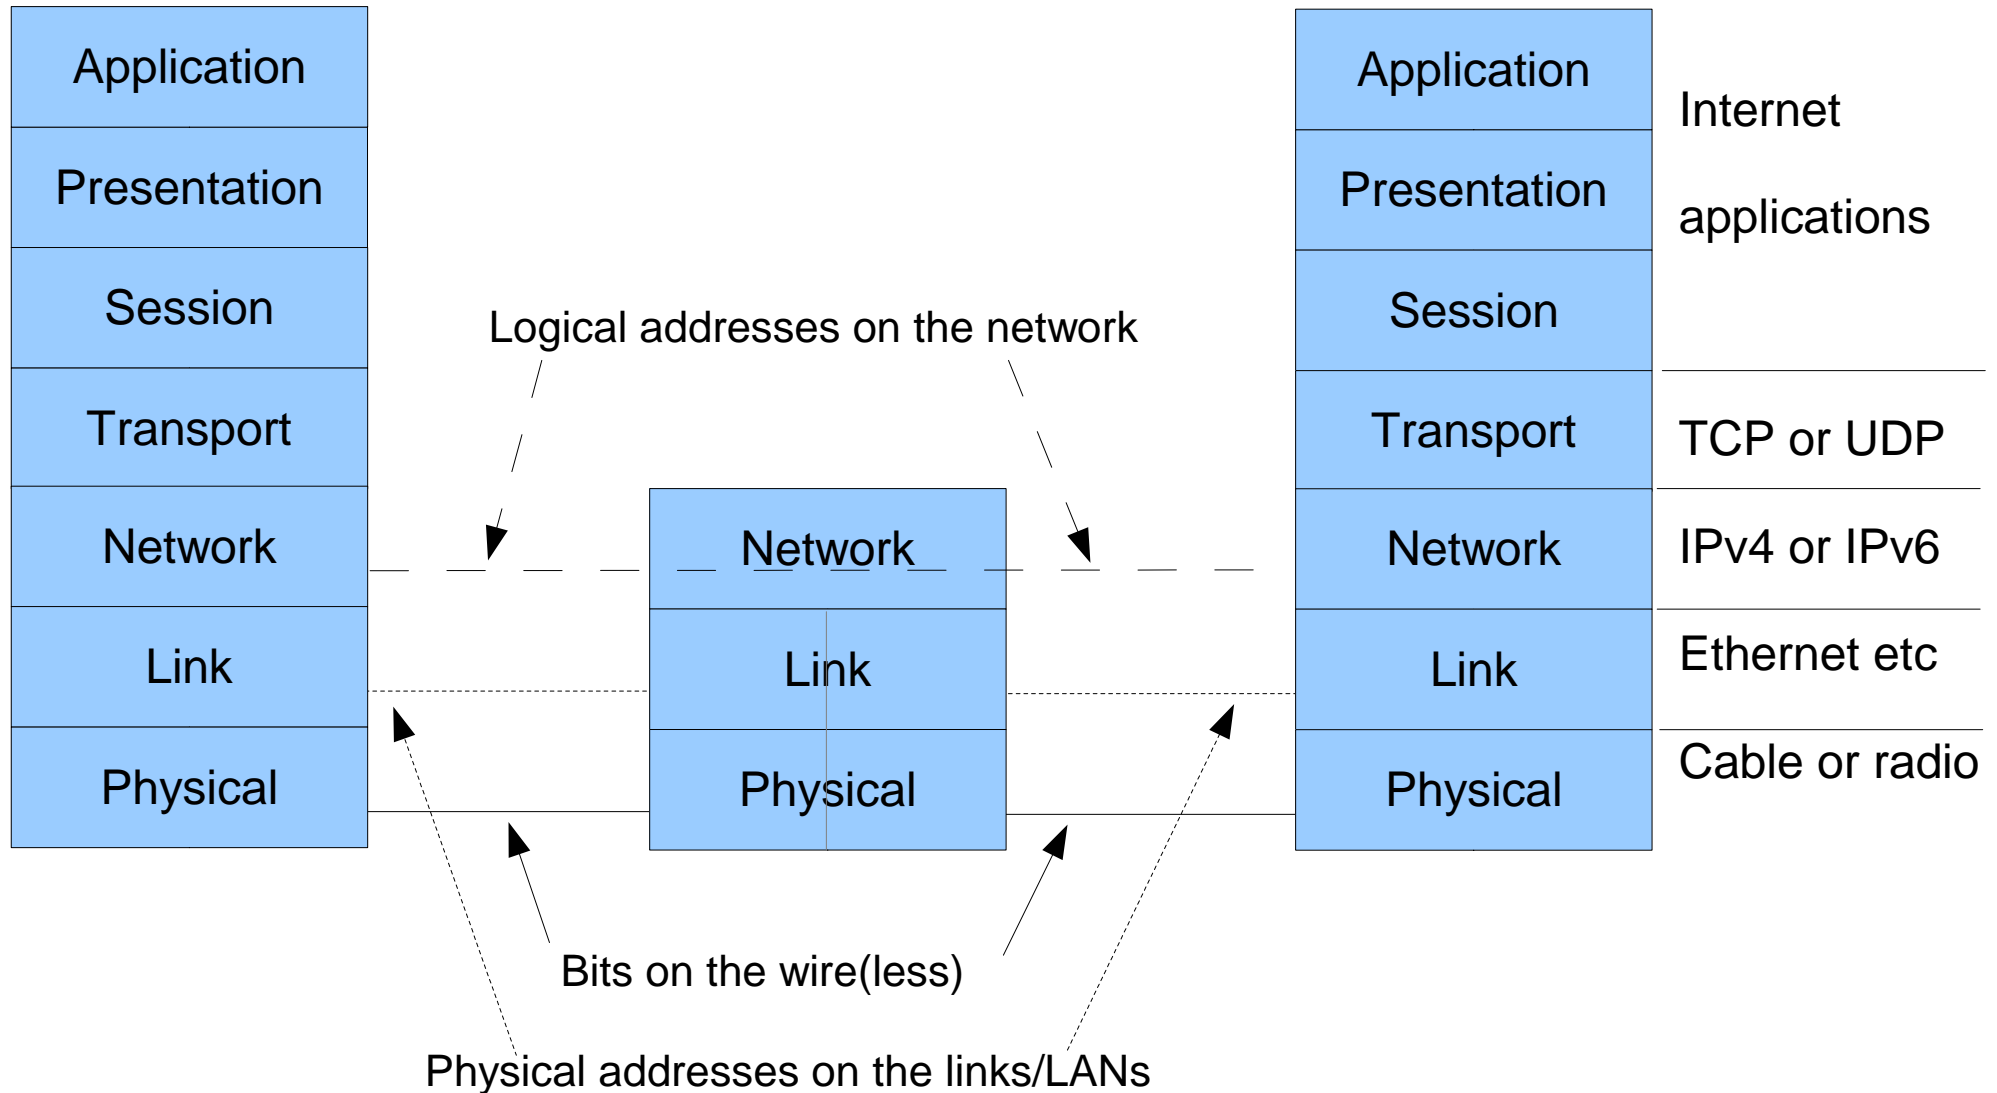 Application
Presentation
Session
Transport
Network
Link
Physical
Logical addresses on the network
Network
Link
Physical
Bits on the wire(less)
Physical addresses on the links/LANs
Application
Presentation
Session
Transport
Network
Link
Physical
Internet
applications
TCP or UDP
IPv4 or IPv6
Ethernet etc
Cable or radio